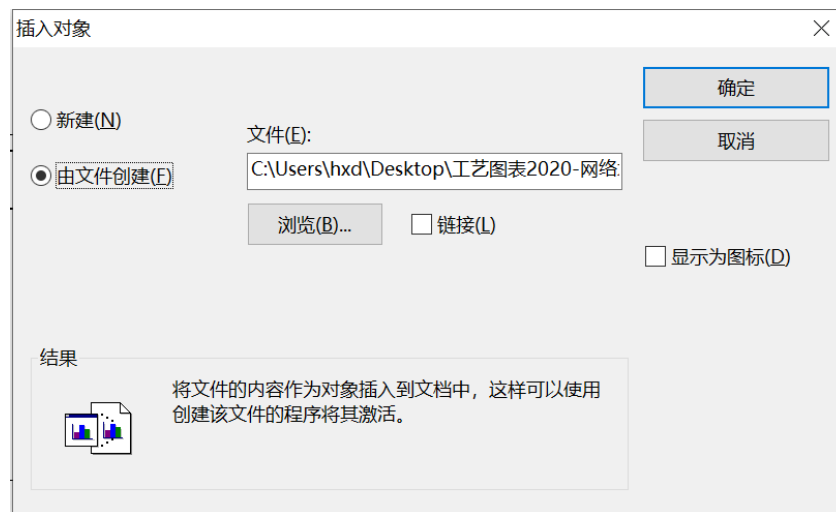 插入对象
确定
新建(N)
文件(E):
取消
由文件创建(F)
C:\Users\hxd\Desktop\工艺图表2020-网络
浏览(B)...
链接(L)
显示为图标(D)
结果
将文件的内容作为对象插入到文档中，这样可以使用
创建该文件的程序将其激活。